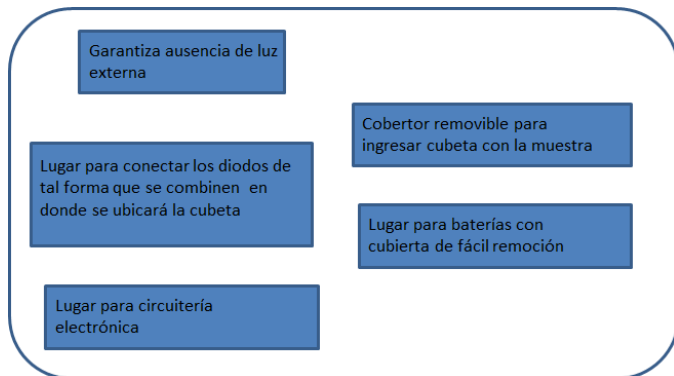 Garantiza ausencia de luz
externa
Cobertor removible para
ingresar cubeta con la muestra
Lugar para conectar los diodos de
tal forma que se combinen en
donde se ubicará la cubeta
Lugar para baterías con
cubierta de fácil remoción
Lugar para circuitería
electrónica